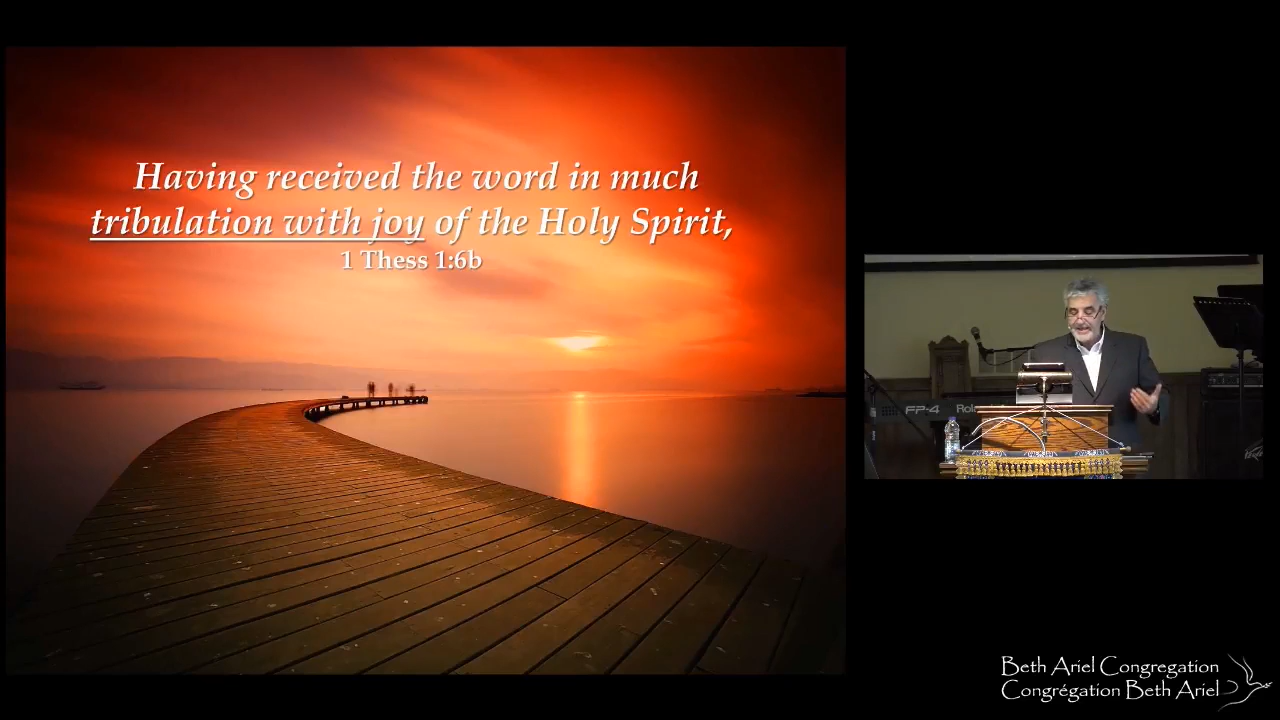 Having received the word in much
tribulation with joy of the Holy Spirit,
1 Thess 1:6b
FP-4
Beth Ariel Congregation
Congrégation Beth Ariel